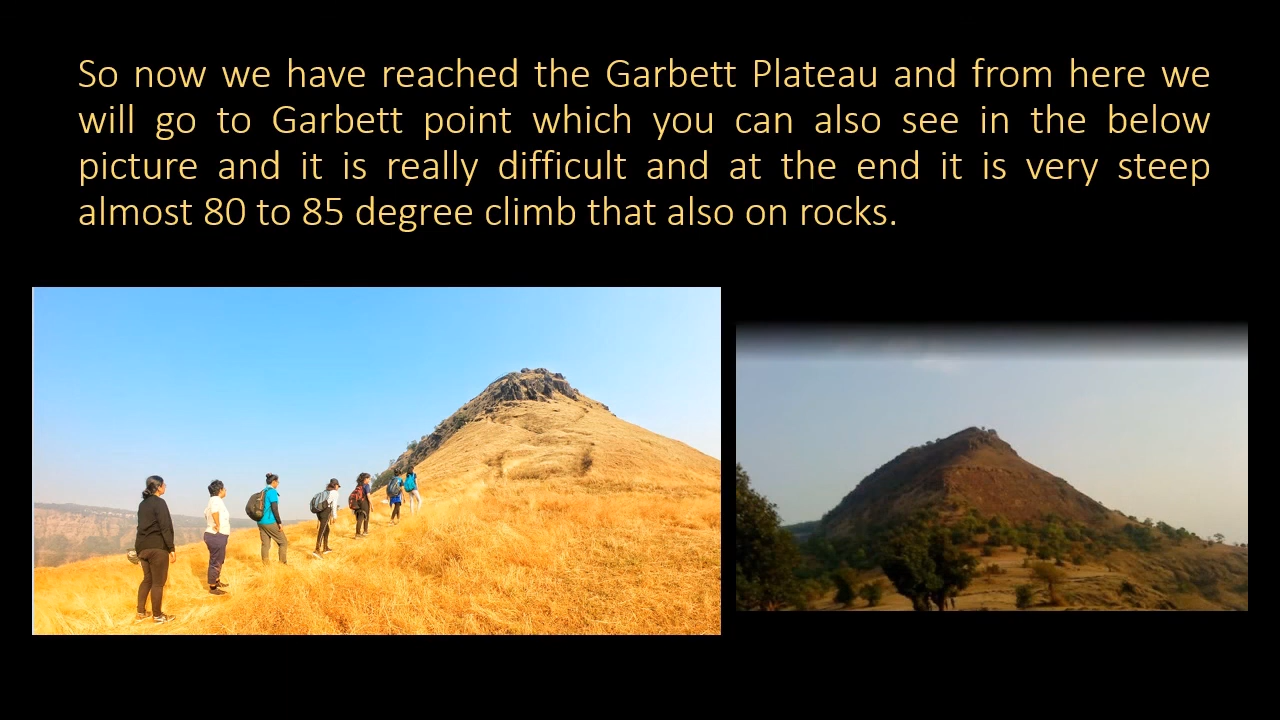 So now we have reached the Garbett Plateau and from here we
will go to Garbett point which you can also see in the below
picture and it is really difficult and at the end it is very steep
almost 80 to 85 degree climb that also on rocks.